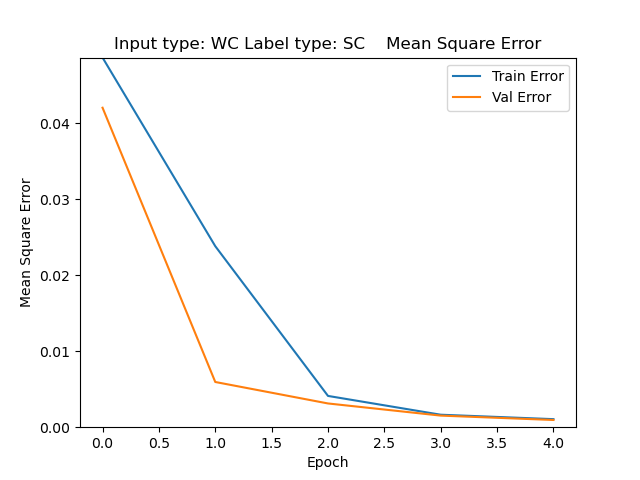 Input type: WC Label type: SC    Mean Square Error
Train Error
Val Error
Mean Square Error
0.04
0.03
0.02
0.01
0.00
0.0 0.5 1.0 1.5 2.0 2.5 3.0 3.5 4.0
Epoch